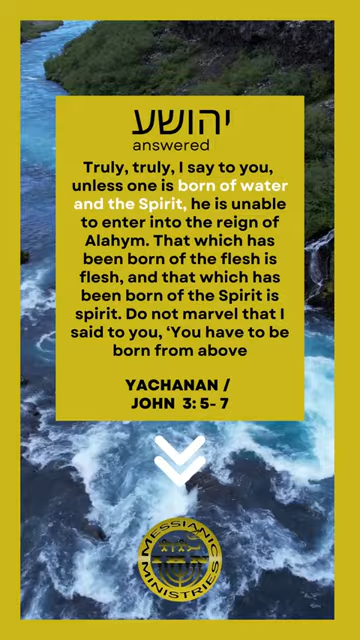 יהושע
answered
Truly, truly, I say to you,
unless one is born of water
and the Spirit, he is unable
to enter into the reign of
Alahym. That which has
been born of the flesh is
flesh, and that which has
been born of the Spirit is
spirit. Do not marvel that I
said to you, ‘You have to be
born from above
YACHANAN /
JOHN 3: 5- 7
MESSIANIC
MINISTRIES